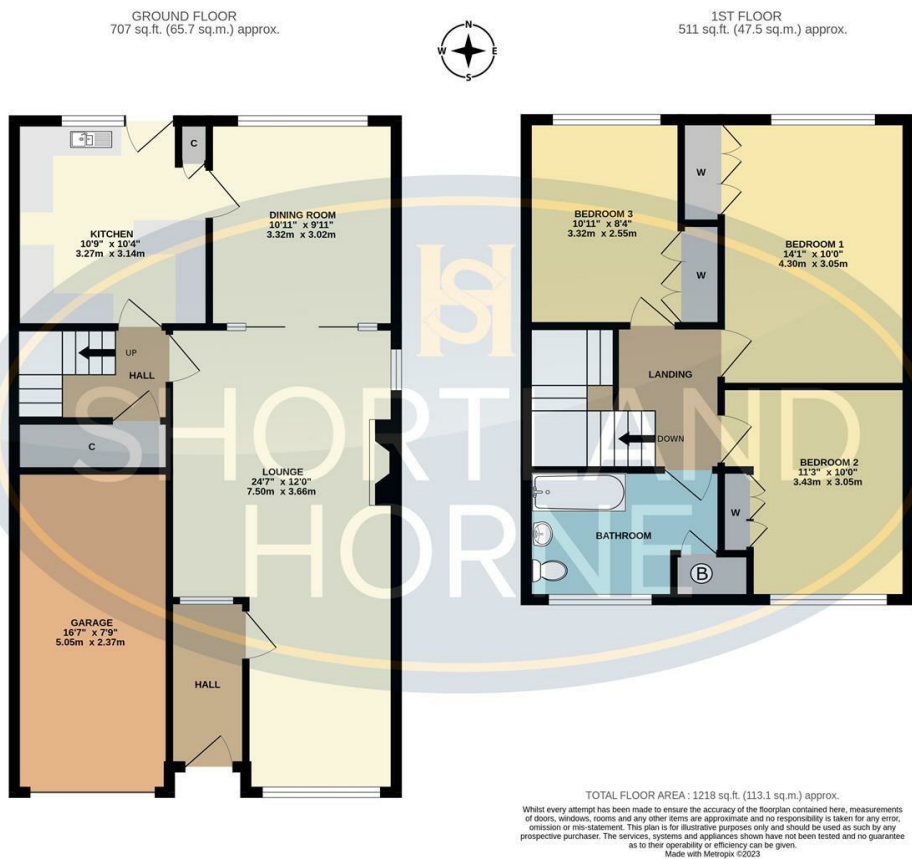 GROUND FLOOR
707 sq.ft. (65.7 sq.m.) approx.
1ST FLOOR
511 sq.ft. (47.5 sq.m.) approx.
N
W E
S
C
KITCHEN
10'9" x 10'4"
3.27m x 3.14m
DINING ROOM
10'11" x 9'11"
3.32m x 3.02m
UP
HALL
C
LOUNGE
24'7" x 12'0"
7.50m x 3.66m
GARAGE
16'7" x 7'9"
5.05m x 2.37m
HALL
BEDROOM 3
10'11" x 8'4"
3.32m x 2.55m
W
W
BEDROOM 1
14'1" x 10'0"
4.30m x 3.05m
LANDING
DOWN
BEDROOM 2
11'3" x 10'0"
3.43m x 3.05m
W
BATHROOM
B
SH
SHORTLAND
HORNE
TOTAL FLOOR AREA : 1218 sq.ft. (113.1 sq.m.) approx.
Whilst every attempt has been made to ensure the accuracy of the floorplan contained here, measurements
of doors, windows, rooms and any other items are approximate and no responsibility is taken for any error,
omission or mis-statement. This plan is for illustrative purposes only and should be used as such by any
prospective purchaser. The services, systems and appliances shown have not been tested and no guarantee
as to their operability or efficiency can be given.
Made with Metropix ©2023